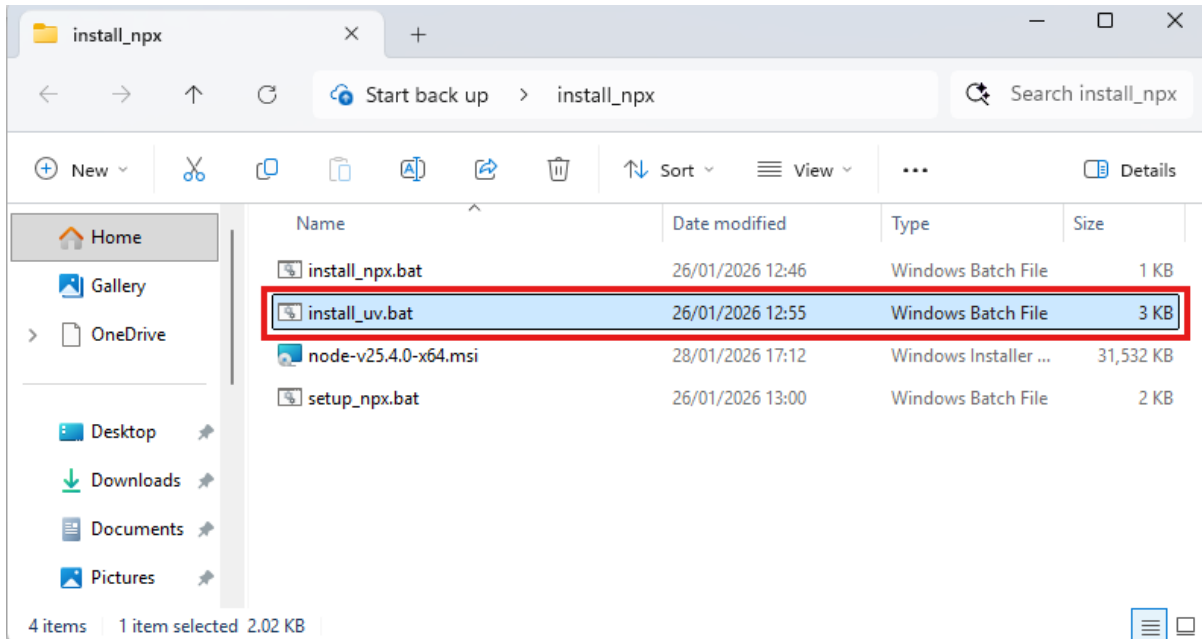 install_npx
Start back up > install_npx
Search install_npx
New
Sort
View
Details
Home
Gallery
OneDrive
Desktop
Downloads
Documents
Pictures
Name Date modified Type Size
install_npx.bat 26/01/2026 12:46 Windows Batch File 1 KB
install_uv.bat 26/01/2026 12:55 Windows Batch File 3 KB
node-v25.4.0-x64.msi 28/01/2026 17:12 Windows Installer ... 31,532 KB
setup_npx.bat 26/01/2026 13:00 Windows Batch File 2 KB
4 items 1 item selected 2.02 KB